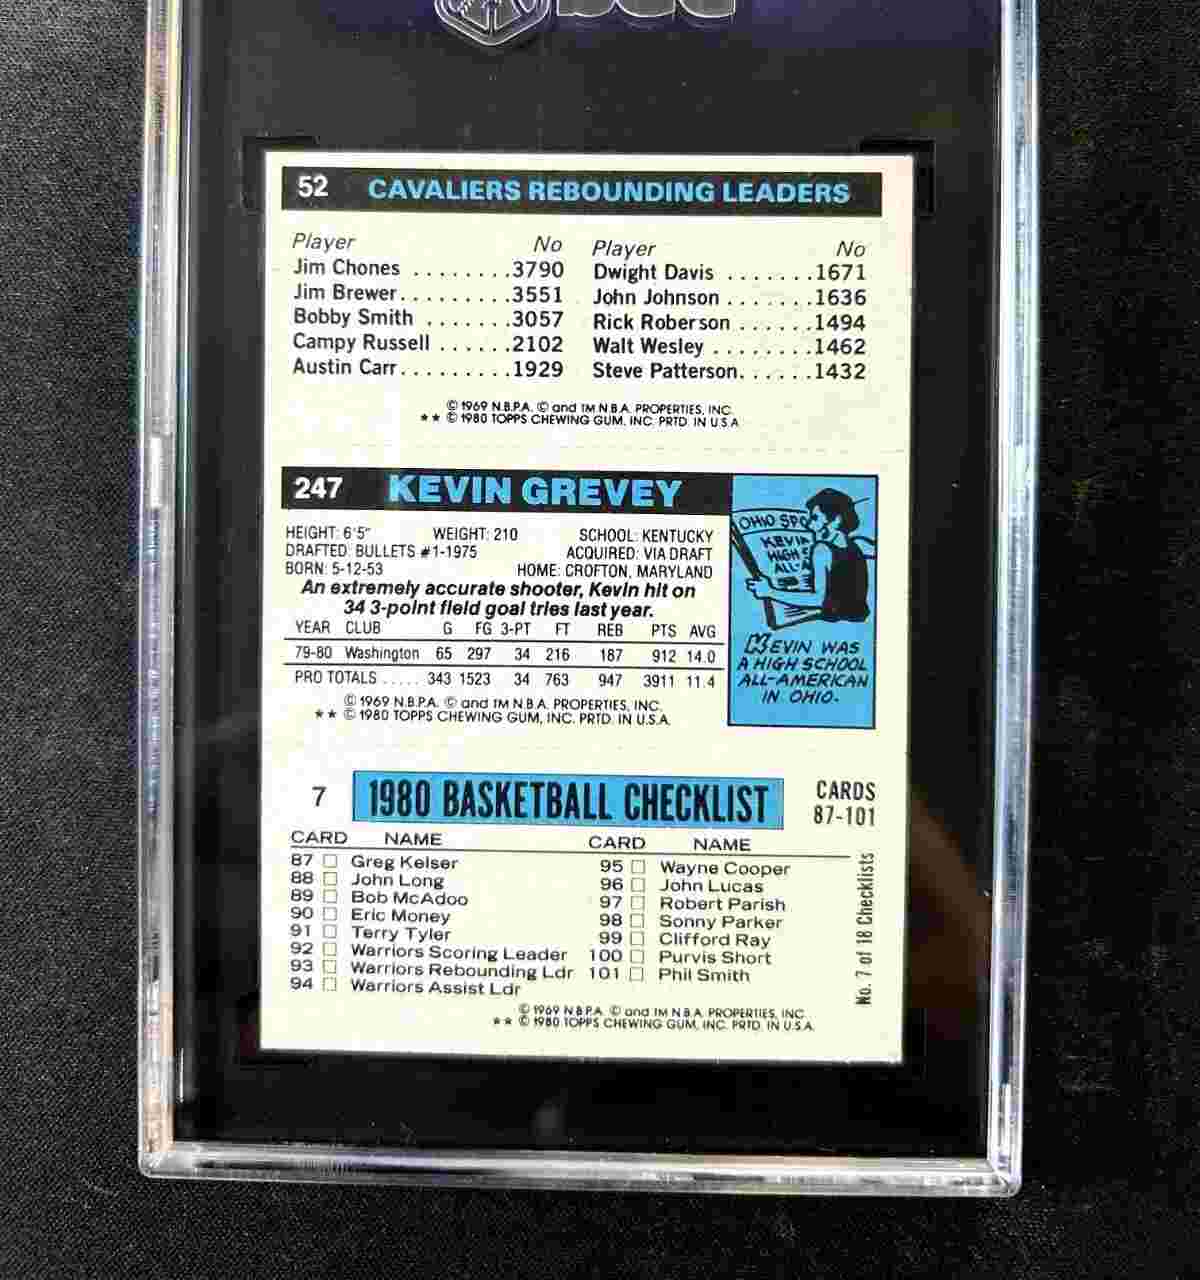 52 CAVALIERS REBOUNDING LEADERS
Player No Player No
Jim Chones ........3790 Dwight Davis .......1671
Jim Brewer.........3551 John Johnson .......1636
Bobby Smith .......3057 Rick Roberson ......1494
Campy Russell ......2102 Walt Wesley ........1462
Austin Carr.........1929 Steve Patterson......1432
© 1969 N.B.P.A. © and TM N.B.A. PROPERTIES, INC.
** © 1980 TOPPS CHEWING GUM, INC. PRTD. IN U.S.A.
247 KEVIN GREVEY
HEIGHT: 6'5" WEIGHT: 210 SCHOOL: KENTUCKY
DRAFTED: BULLETS #1-1975 ACQUIRED: VIA DRAFT
BORN: 5-12-53 HOME: CROFTON, MARYLAND
An extremely accurate shooter, Kevin hit on
34 3-point field goal tries last year.
YEAR CLUB G FG 3-PT FT REB PTS AVG
79-80 Washington 65 297 34 216 187 912 14.0
PRO TOTALS ..... 343 1523 34 763 947 3911 11.4
© 1969 N.B.P.A. © and TM N.B.A. PROPERTIES, INC.
** © 1980 TOPPS CHEWING GUM, INC. PRTD. IN U.S.A.
OHIO SPO
KEVIN
HIGH S
ALL-A
KEVIN WAS
A HIGH SCHOOL
ALL-AMERICAN
IN OHIO.
7 1980 BASKETBALL CHECKLIST CARDS
87-101
CARD NAME CARD NAME
87 □ Greg Kelser 95 □ Wayne Cooper
88 □ John Long 96 □ John Lucas
89 □ Bob McAdoo 97 □ Robert Parish
90 □ Eric Money 98 □ Sonny Parker
91 □ Terry Tyler 99 □ Clifford Ray
92 □ Warriors Scoring Leader 100 □ Purvis Short
93 □ Warriors Rebounding Ldr 101 □ Phil Smith
94 □ Warriors Assist Ldr
No. 7 of 18 Checklists
© 1969 N.B.P.A. © and TM N.B.A. PROPERTIES, INC.
** © 1980 TOPPS CHEWING GUM, INC. PRTD. IN U.S.A.